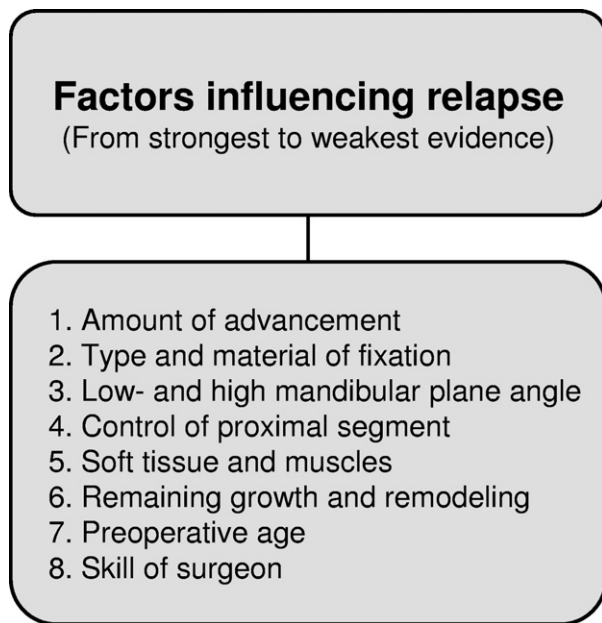 Factors influencing relapse
(From strongest to weakest evidence)
1. Amount of advancement
2. Type and material of fixation
3. Low- and high mandibular plane angle
4. Control of proximal segment
5. Soft tissue and muscles
6. Remaining growth and remodeling
7. Preoperative age
8. Skill of surgeon